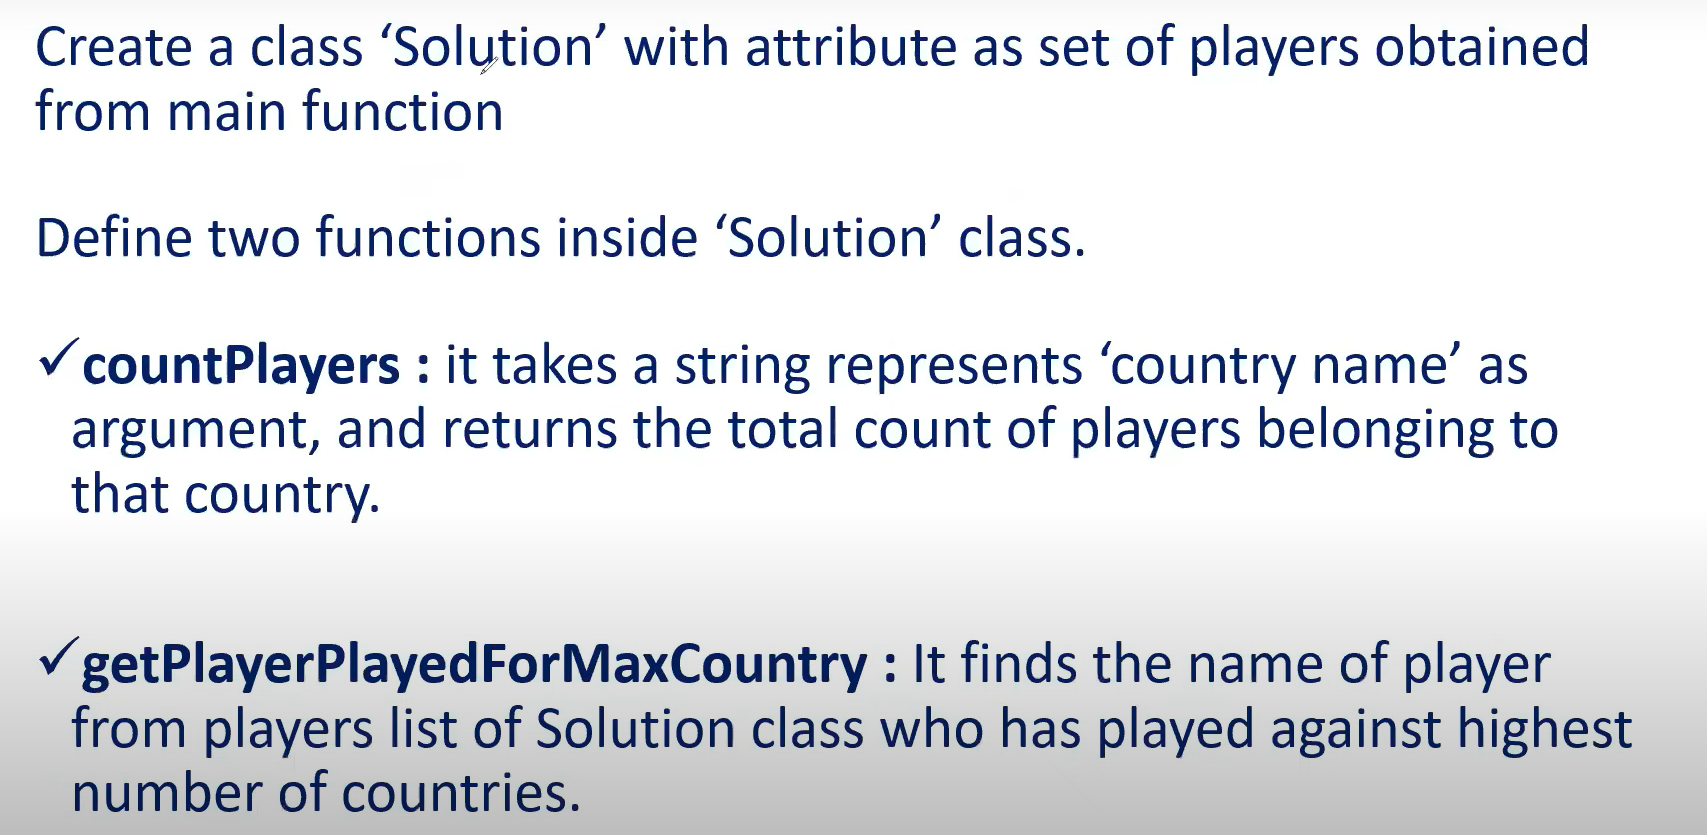 Create a class ‘Solution’ with attribute as set of players obtained
from main function
Define two functions inside ‘Solution’ class.
✓countPlayers : it takes a string represents ‘country name’ as
argument, and returns the total count of players belonging to
that country.
✓getPlayerPlayedForMaxCountry : It finds the name of player
from players list of Solution class who has played against highest
number of countries.